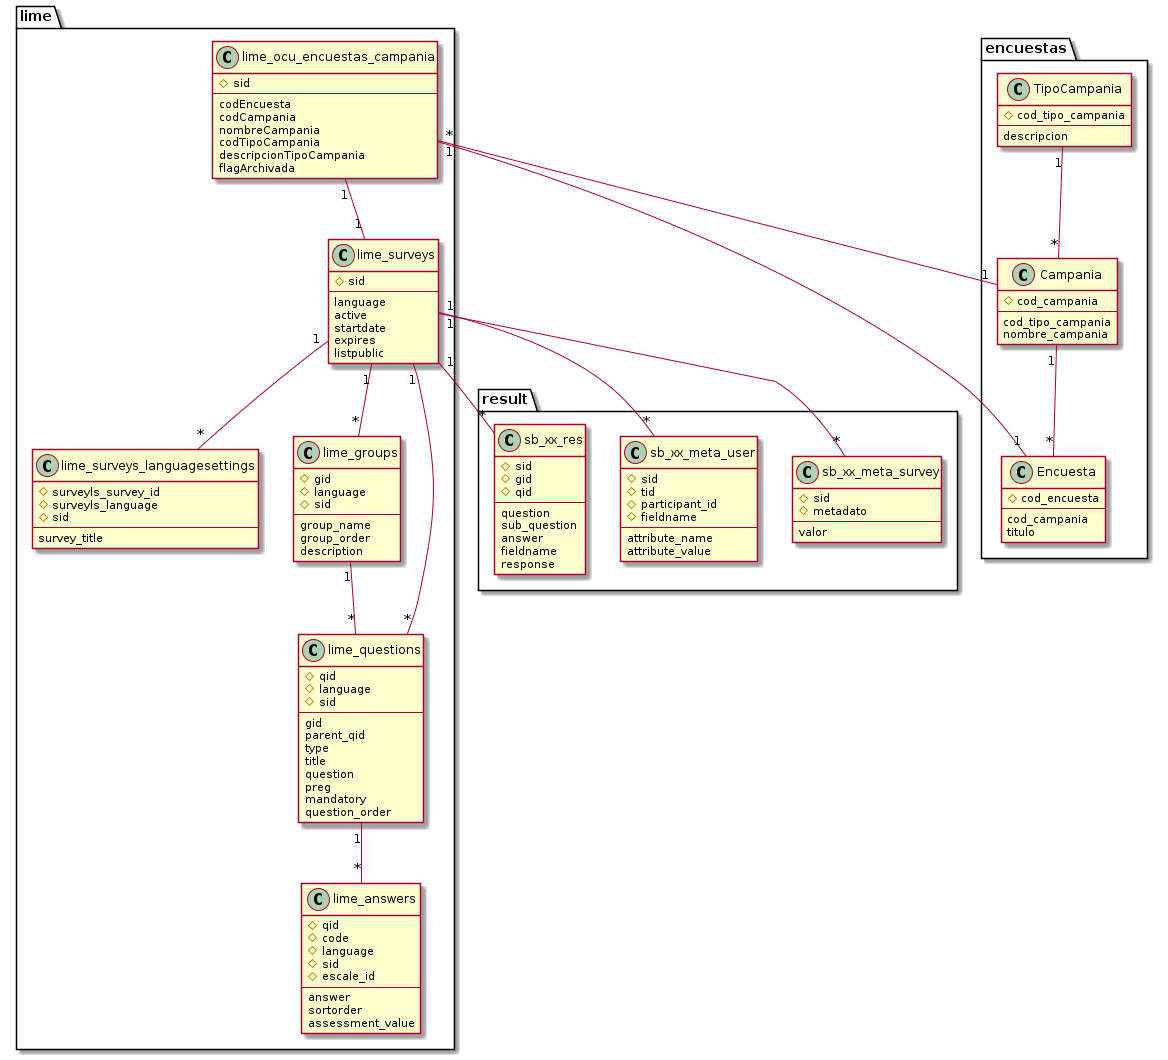 lime
C lime_ocu_encuestas_campania
sid
codEncuesta
codCampania
nombreCampania
codTipoCampania
descripcionTipoCampania
flagArchivada
encuestas
C TipoCampania
cod_tipo_campania
descripcion
*
1
1
1
1
*
1
C lime_surveys
sid
language
active
startdate
expires
listpublic
C Campania
cod_campania
cod_tipo_campania
nombre_campania
1
1
1
1
1
1
1
*
*
1
*
*
*
*
*
result
C lime_surveys_languagesettings
surveyls_survey_id
surveyls_language
sid
survey_title
C lime_groups
gid
language
sid
group_name
group_order
description
C sb_xx_res
sid
gid
qid
question
sub_question
answer
fieldname
response
C sb_xx_meta_user
sid
tid
participant_id
fieldname
attribute_name
attribute_value
C sb_xx_meta_survey
sid
metadato
valor
C Encuesta
cod_encuesta
cod_campania
titulo
1
*
*
C lime_questions
qid
language
sid
gid
parent_qid
type
title
question
preg
mandatory
question_order
1
*
C lime_answers
qid
code
language
sid
escale_id
answer
sortorder
assessment_value